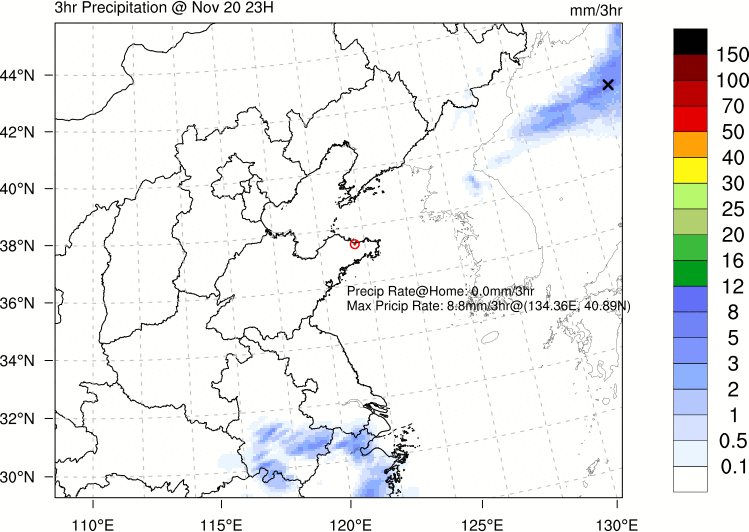 3hr Precipitation @ Nov 20 23H
mm/3hr
44°N
42°N
40°N
38°N
36°N
34°N
32°N
30°N
110°E
115°E
120°E
125°E
130°E
Precip Rate@Home: 0.0mm/3hr
Max Pricip Rate: 8.8mm/3hr@(134.36E, 40.89N)
150
100
70
50
40
30
25
20
16
12
8
5
3
2
1
0.5
0.1